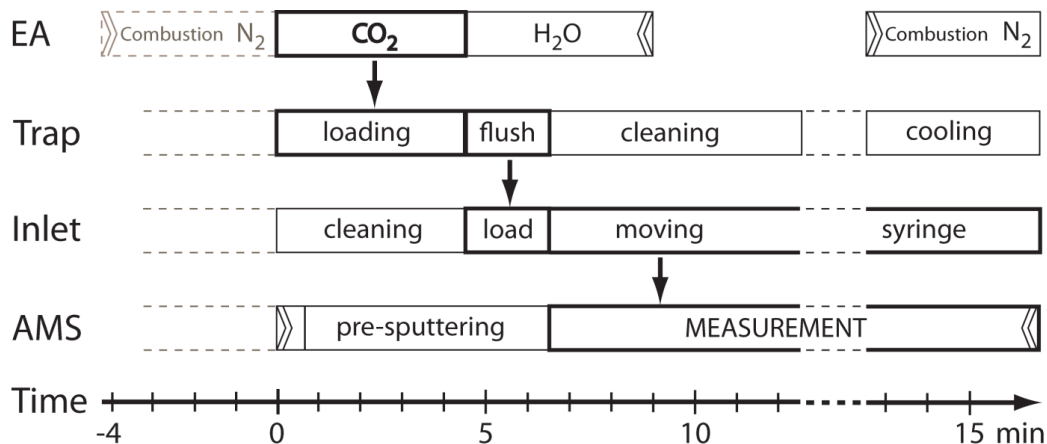 EA Combustion N₂ CO₂ H₂O Combustion N₂
Trap loading flush cleaning cooling
Inlet cleaning load moving syringe
AMS pre-sputtering MEASUREMENT
Time
-4 0 5 10 15 min